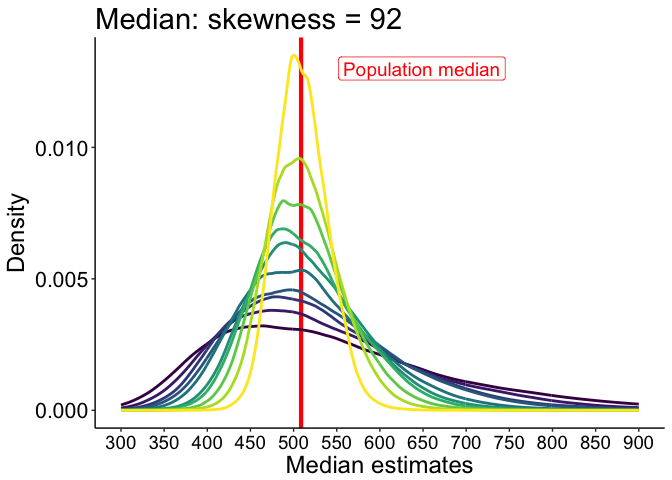 Median: skewness = 92
Population median
0.010
0.005
0.000
Density
300 350 400 450 500 550 600 650 700 750 800 850 900
Median estimates